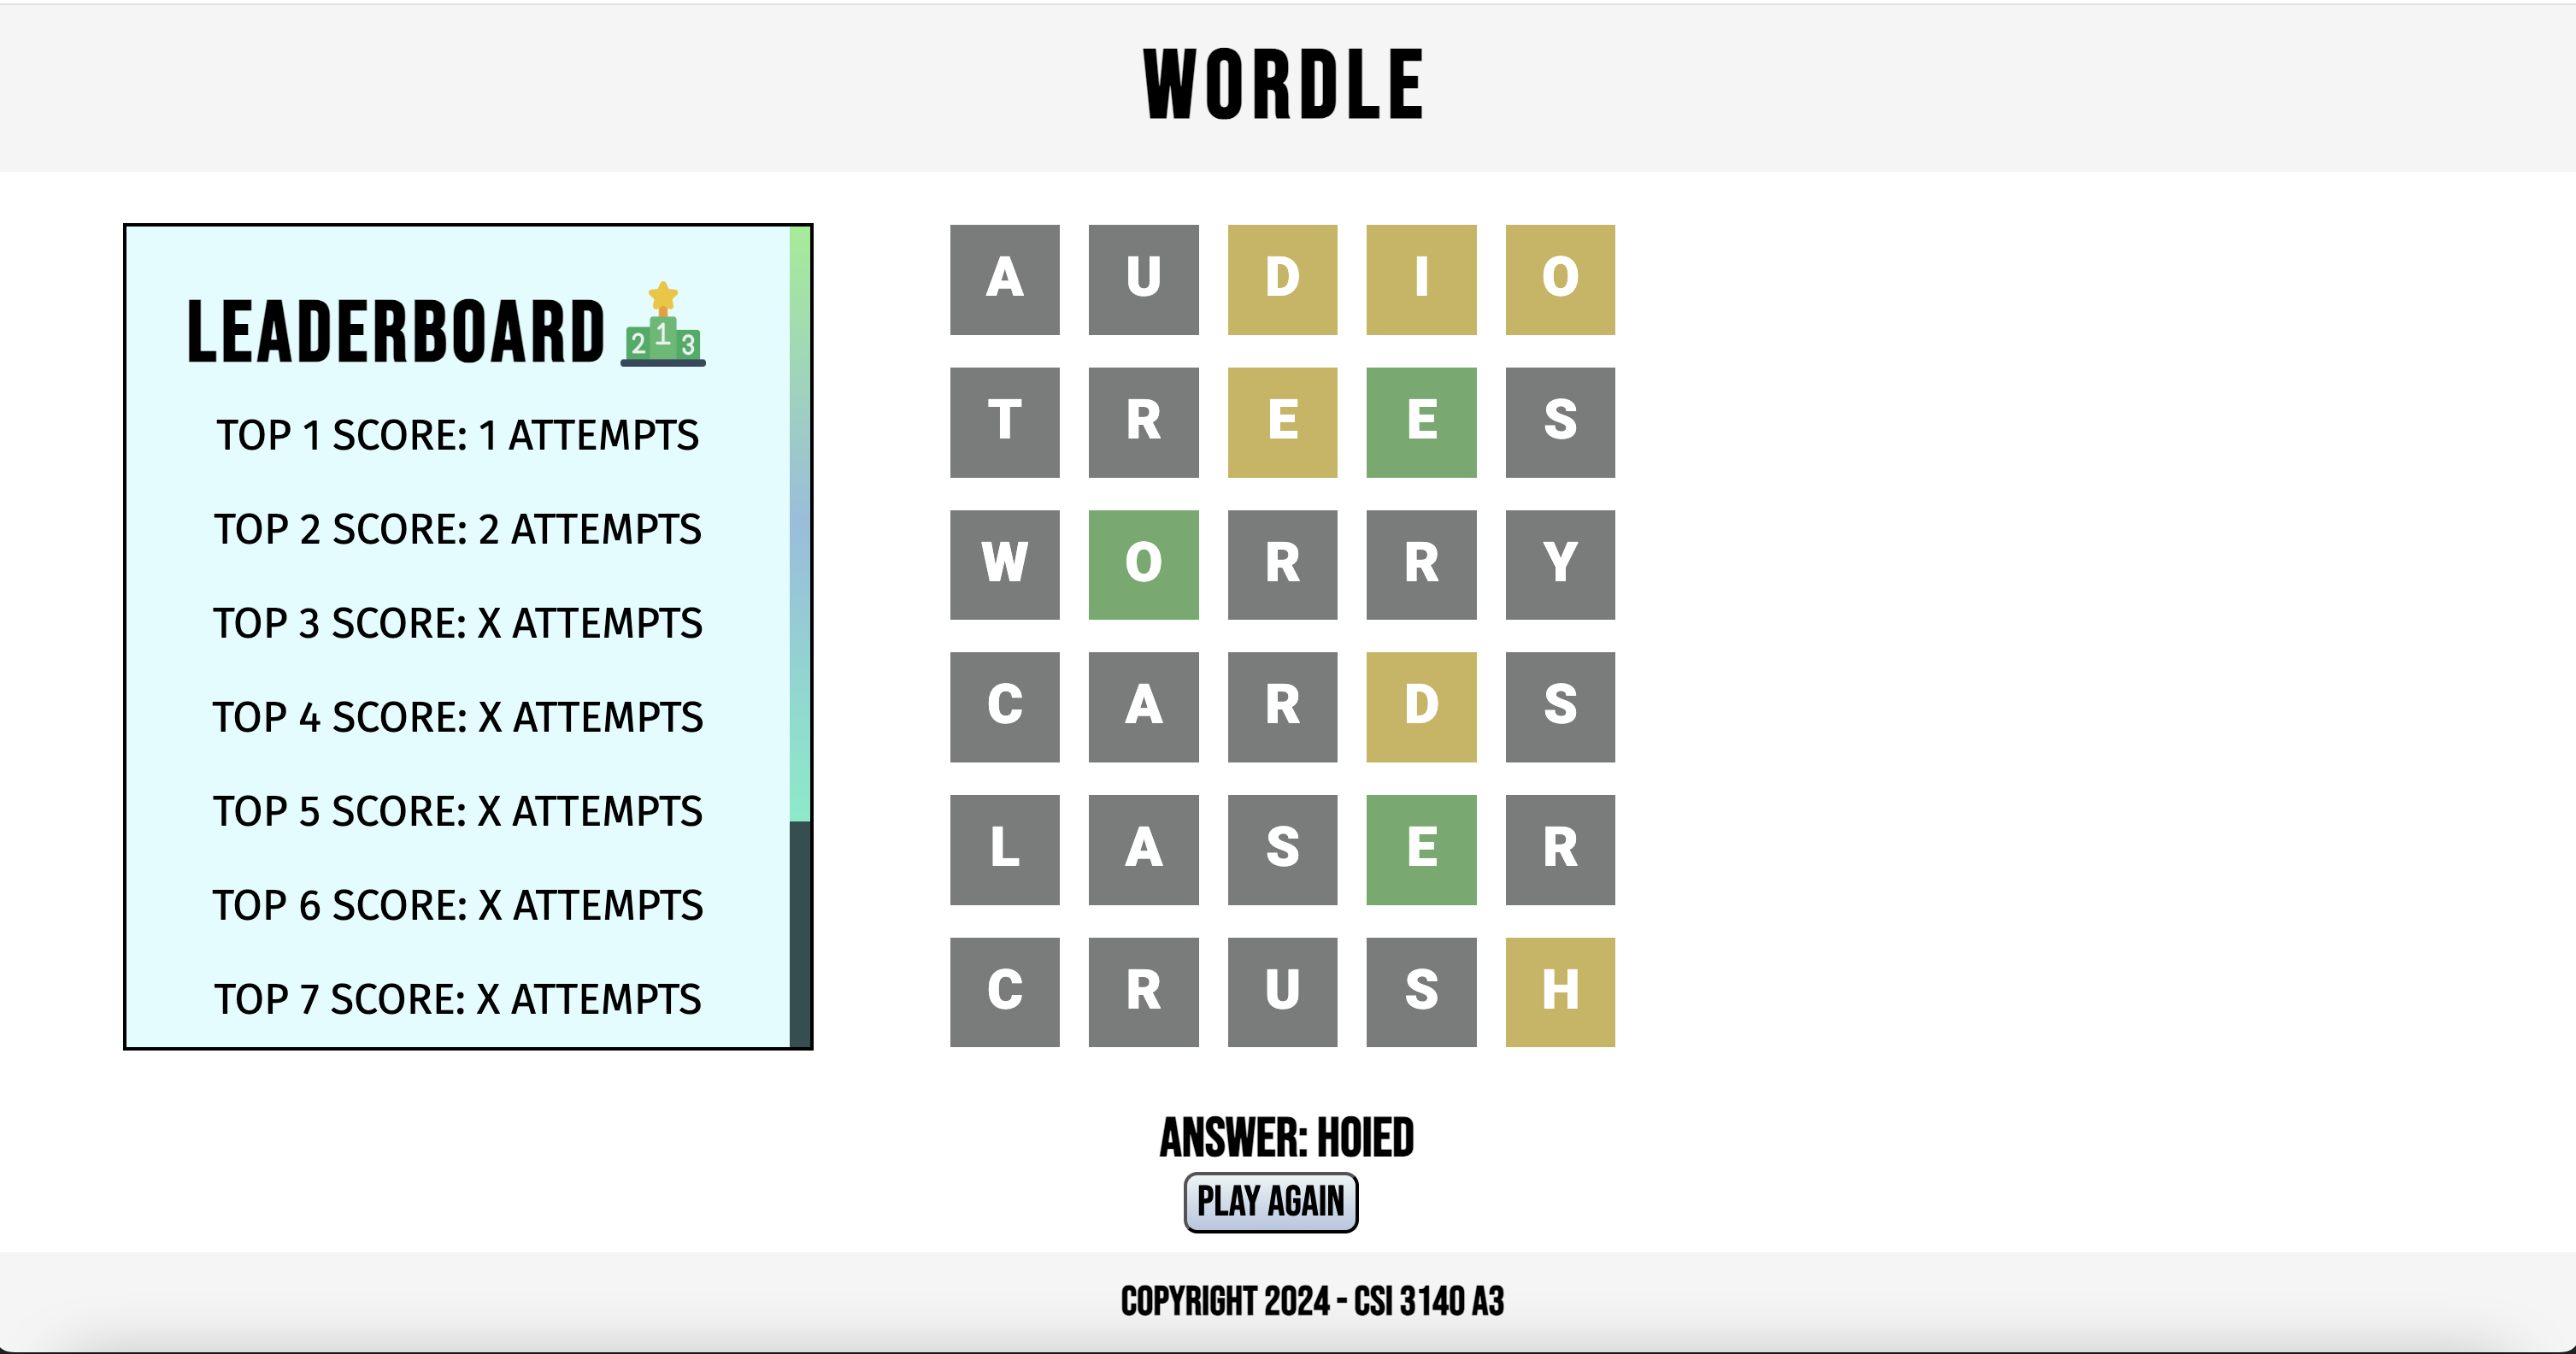 WORDLE
LEADERBOARD
2 1 3
TOP 1 SCORE: 1 ATTEMPTS
TOP 2 SCORE: 2 ATTEMPTS
TOP 3 SCORE: X ATTEMPTS
TOP 4 SCORE: X ATTEMPTS
TOP 5 SCORE: X ATTEMPTS
TOP 6 SCORE: X ATTEMPTS
TOP 7 SCORE: X ATTEMPTS
A U D I O
T R E E S
W O R R Y
C A R D S
L A S E R
C R U S H
ANSWER: HOIED
PLAY AGAIN
COPYRIGHT 2024 - CSI 3140 A3